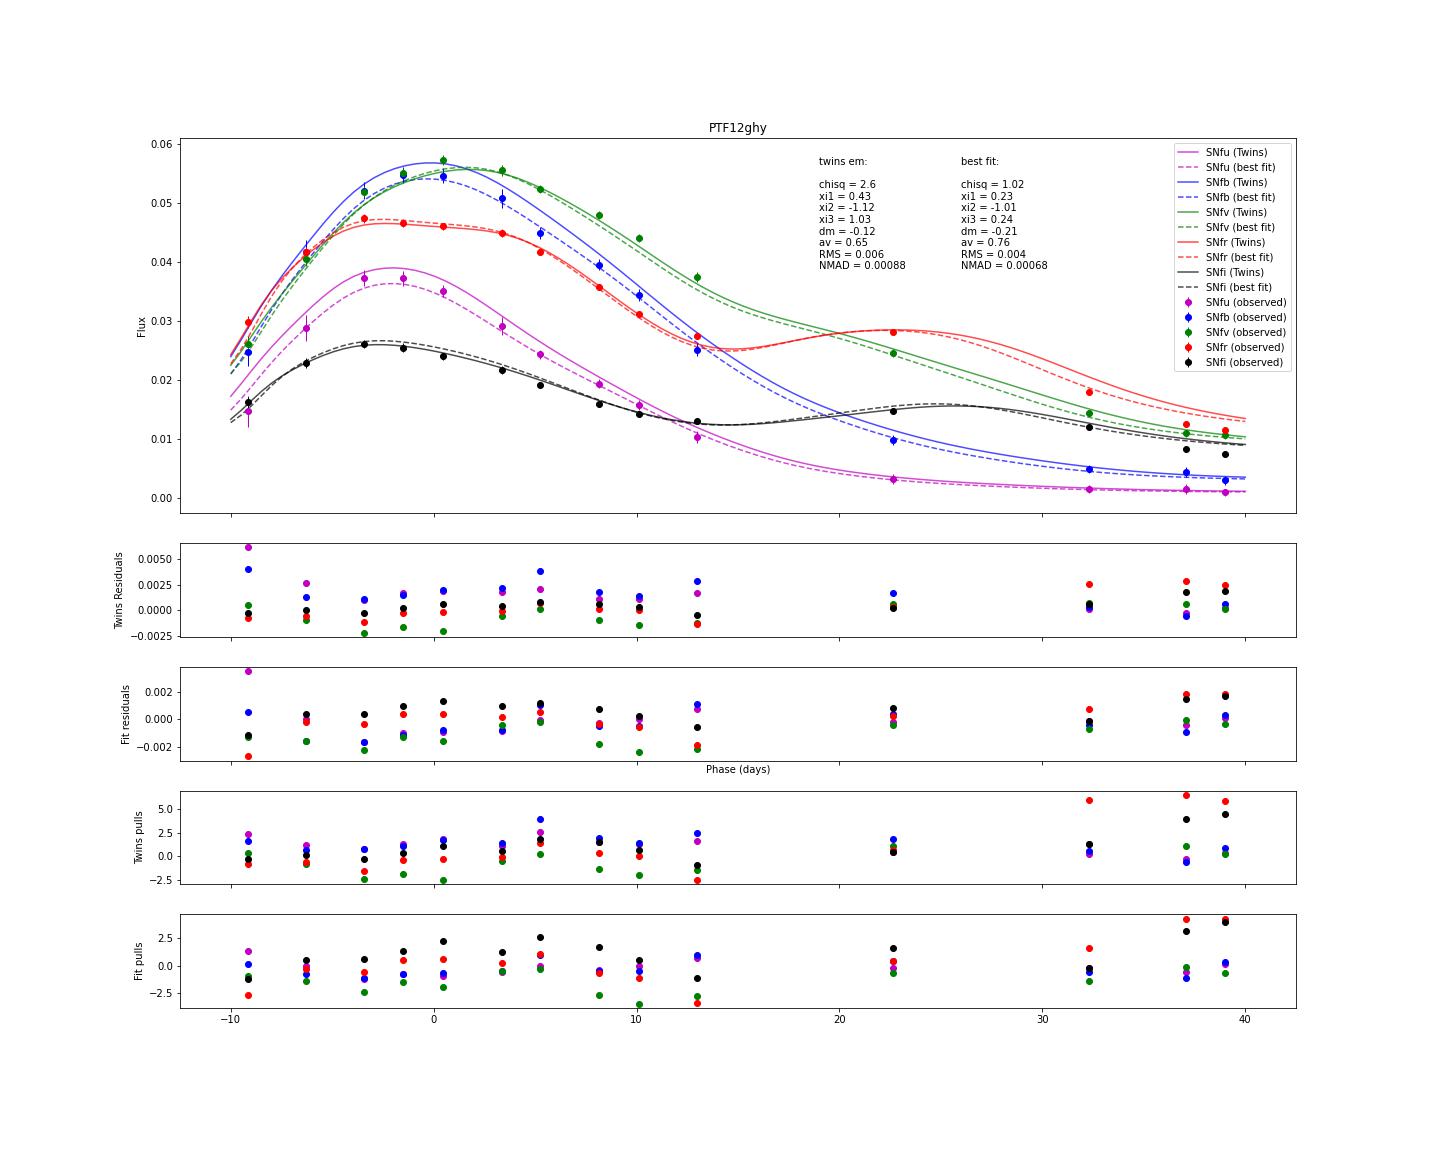 PTF12ghy
0.06
0.05
0.04
0.03
0.02
0.01
0.00
Flux
twins em:
chisq = 2.6
xi1 = 0.43
xi2 = -1.12
xi3 = 1.03
dm = -0.12
av = 0.65
RMS = 0.006
NMAD = 0.00088
best fit:
chisq = 1.02
xi1 = 0.23
xi2 = -1.01
xi3 = 0.24
dm = -0.21
av = 0.76
RMS = 0.004
NMAD = 0.00068
SNfu (Twins)
SNfu (best fit)
SNfb (Twins)
SNfb (best fit)
SNfv (Twins)
SNfv (best fit)
SNfr (Twins)
SNfr (best fit)
SNfi (Twins)
SNfi (best fit)
SNfu (observed)
SNfb (observed)
SNfv (observed)
SNfr (observed)
SNfi (observed)
0.0050
0.0025
0.0000
−0.0025
Twins Residuals
0.002
0.000
−0.002
Fit residuals
Phase (days)
5.0
2.5
0.0
−2.5
Twins pulls
2.5
0.0
−2.5
Fit pulls
−10 0 10 20 30 40